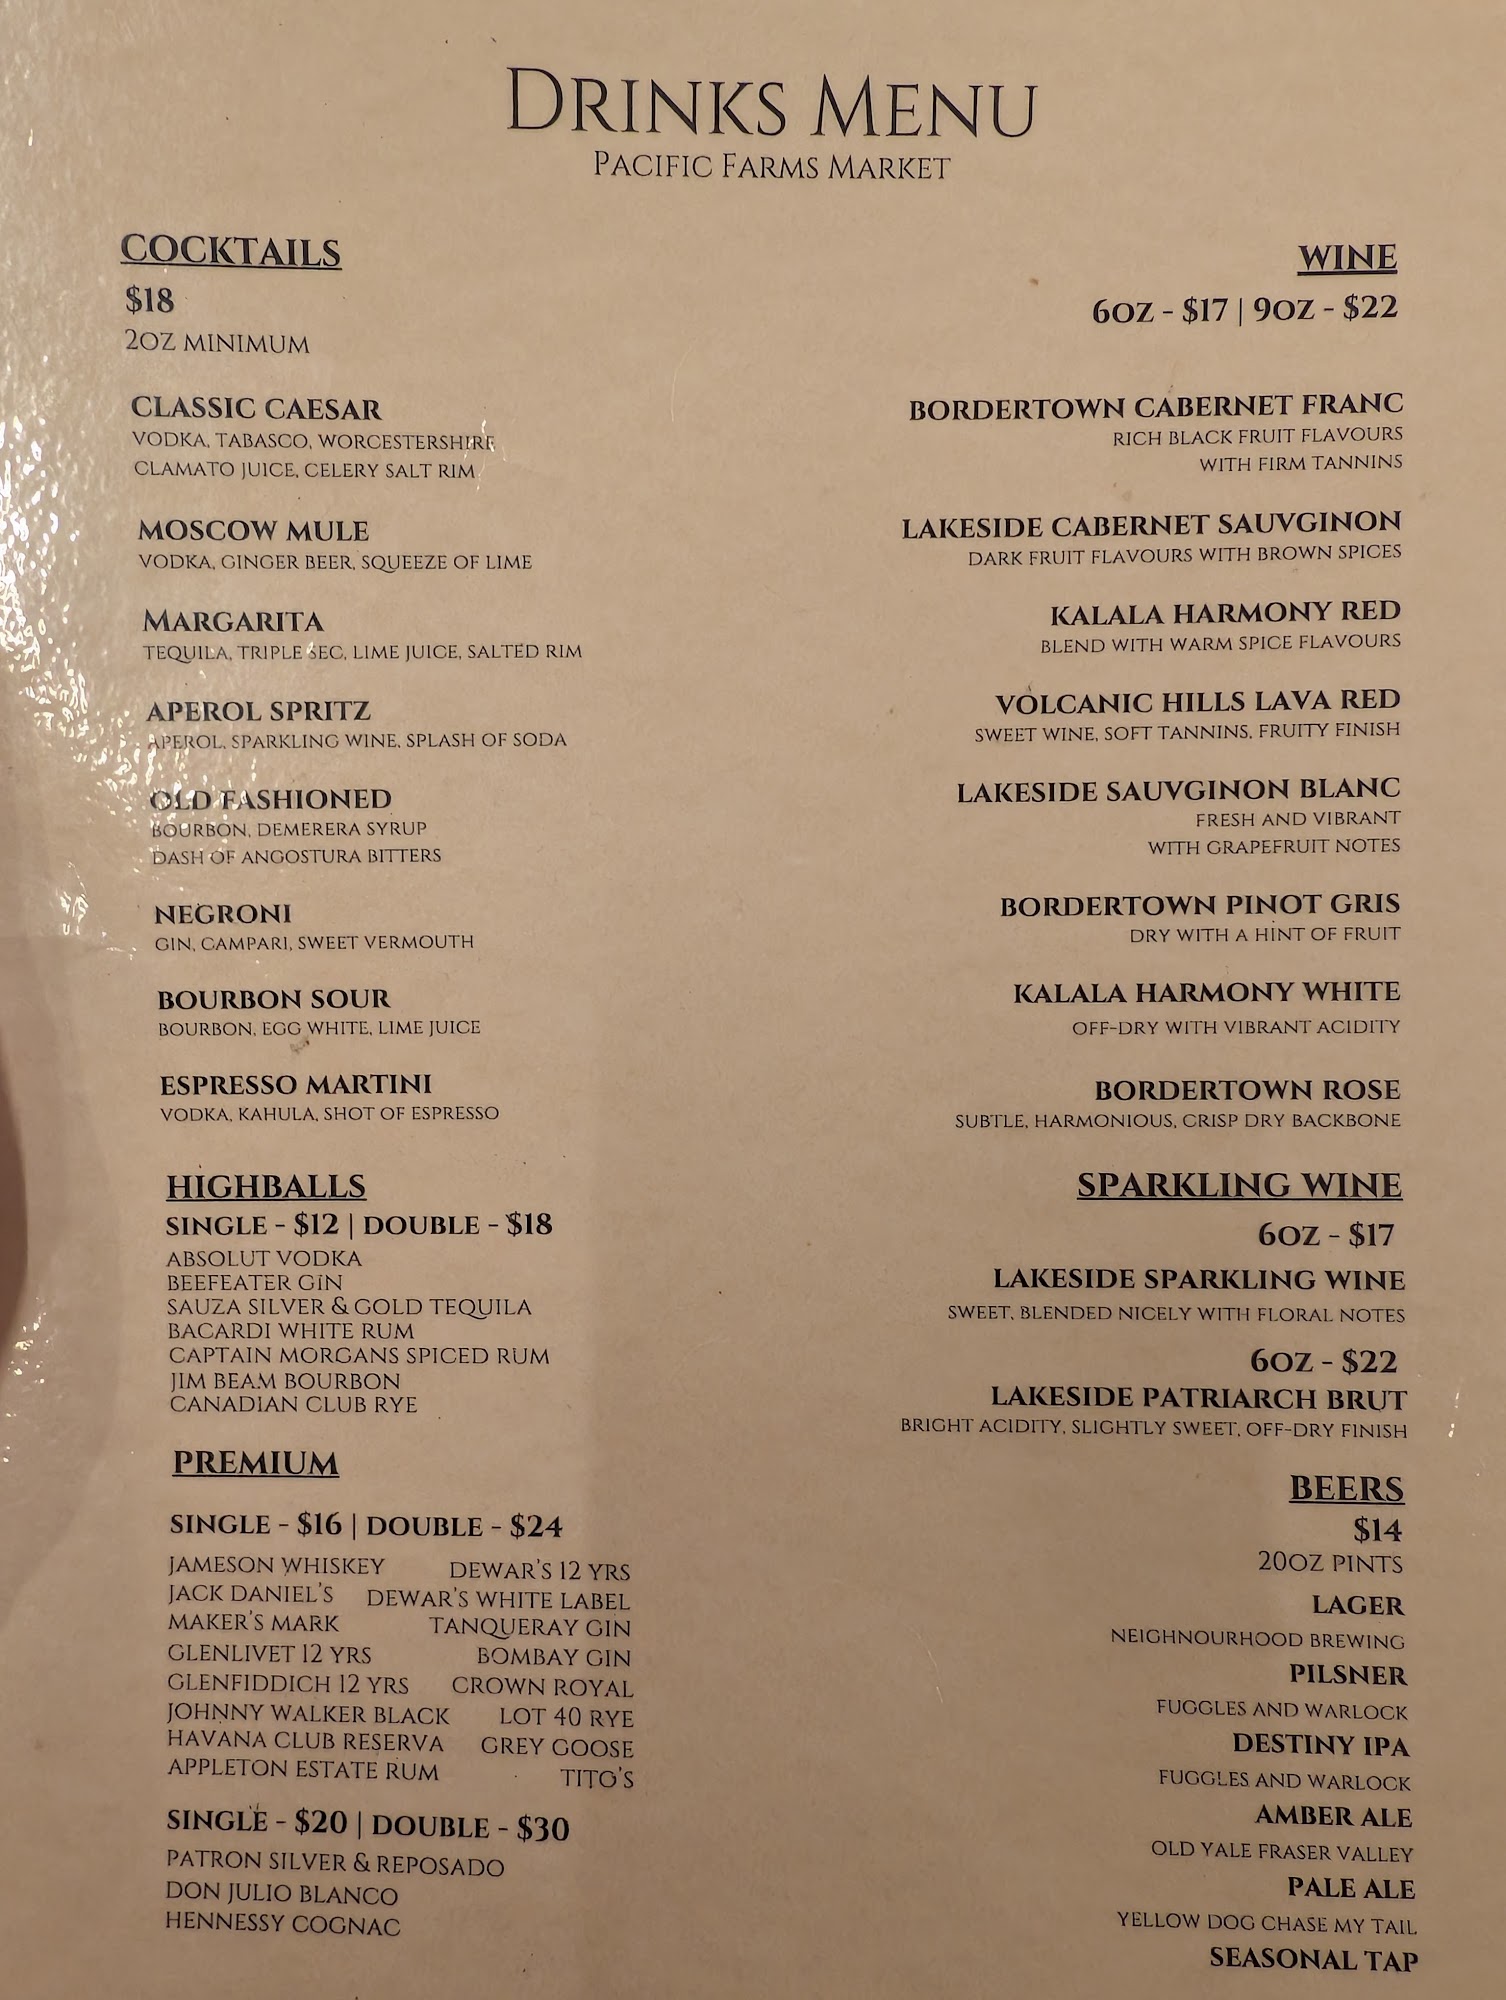 DRINKS MENU
PACIFIC FARMS MARKET
COCKTAILS
$18
2OZ MINIMUM
CLASSIC CAESAR
VODKA, TABASCO, WORCESTERSHIRE
CLAMATO JUICE, CELERY SALT RIM
MOSCOW MULE
VODKA, GINGER BEER, SQUEEZE OF LIME
MARGARITA
TEQUILA, TRIPLE SEC, LIME JUICE, SALTED RIM
APEROL SPRITZ
APEROL, SPARKLING WINE, SPLASH OF SODA
OLD FASHIONED
BOURBON, DEMERERA SYRUP
DASH OF ANGOSTURA BITTERS
NEGRONI
GIN, CAMPARI, SWEET VERMOUTH
BOURBON SOUR
BOURBON, EGG WHITE, LIME JUICE
ESPRESSO MARTINI
VODKA, KAHULA, SHOT OF ESPRESSO
HIGHBALLS
SINGLE - $12 | DOUBLE - $18
ABSOLUT VODKA
BEEFEATER GIN
SAUZA SILVER & GOLD TEQUILA
BACARDI WHITE RUM
CAPTAIN MORGANS SPICED RUM
JIM BEAM BOURBON
CANADIAN CLUB RYE
PREMIUM
SINGLE - $16 | DOUBLE - $24
JAMESON WHISKEY DEWAR'S 12 YRS
JACK DANIEL'S DEWAR'S WHITE LABEL
MAKER'S MARK TANQUERAY GIN
GLENLIVET 12 YRS BOMBAY GIN
GLENFIDDICH 12 YRS CROWN ROYAL
JOHNNY WALKER BLACK LOT 40 RYE
HAVANA CLUB RESERVA GREY GOOSE
APPLETON ESTATE RUM TITO'S
SINGLE - $20 | DOUBLE - $30
PATRON SILVER & REPOSADO
DON JULIO BLANCO
HENNESSY COGNAC
WINE
6OZ - $17 | 9OZ - $22
BORDERTOWN CABERNET FRANC
RICH BLACK FRUIT FLAVOURS
WITH FIRM TANNINS
LAKESIDE CABERNET SAUVGINON
DARK FRUIT FLAVOURS WITH BROWN SPICES
KALALA HARMONY RED
BLEND WITH WARM SPICE FLAVOURS
VOLCANIC HILLS LAVA RED
SWEET WINE, SOFT TANNINS, FRUITY FINISH
LAKESIDE SAUVGINON BLANC
FRESH AND VIBRANT
WITH GRAPEFRUIT NOTES
BORDERTOWN PINOT GRIS
DRY WITH A HINT OF FRUIT
KALALA HARMONY WHITE
OFF-DRY WITH VIBRANT ACIDITY
BORDERTOWN ROSE
SUBTLE, HARMONIOUS, CRISP DRY BACKBONE
SPARKLING WINE
6OZ - $17
LAKESIDE SPARKLING WINE
SWEET, BLENDED NICELY WITH FLORAL NOTES
6OZ - $22
LAKESIDE PATRIARCH BRUT
BRIGHT ACIDITY, SLIGHTLY SWEET, OFF-DRY FINISH
BEERS
$14
20OZ PINTS
LAGER
NEIGHNOURHOOD BREWING
PILSNER
FUGGLES AND WARLOCK
DESTINY IPA
FUGGLES AND WARLOCK
AMBER ALE
OLD YALE FRASER VALLEY
PALE ALE
YELLOW DOG CHASE MY TAIL
SEASONAL TAP